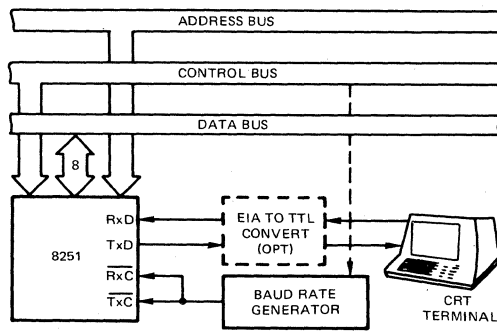 ADDRESS BUS
CONTROL BUS
DATA BUS
8
8251
RxD
TxD
RxC
TxC
EIA TO TTL
CONVERT
(OPT)
BAUD RATE
GENERATOR
CRT
TERMINAL